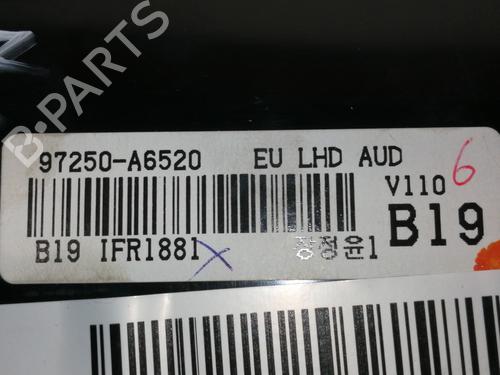 97250-A6520 EU LHD AUD
V110 6
B19 IFR1881 장정윤1 B19
B-PARTS